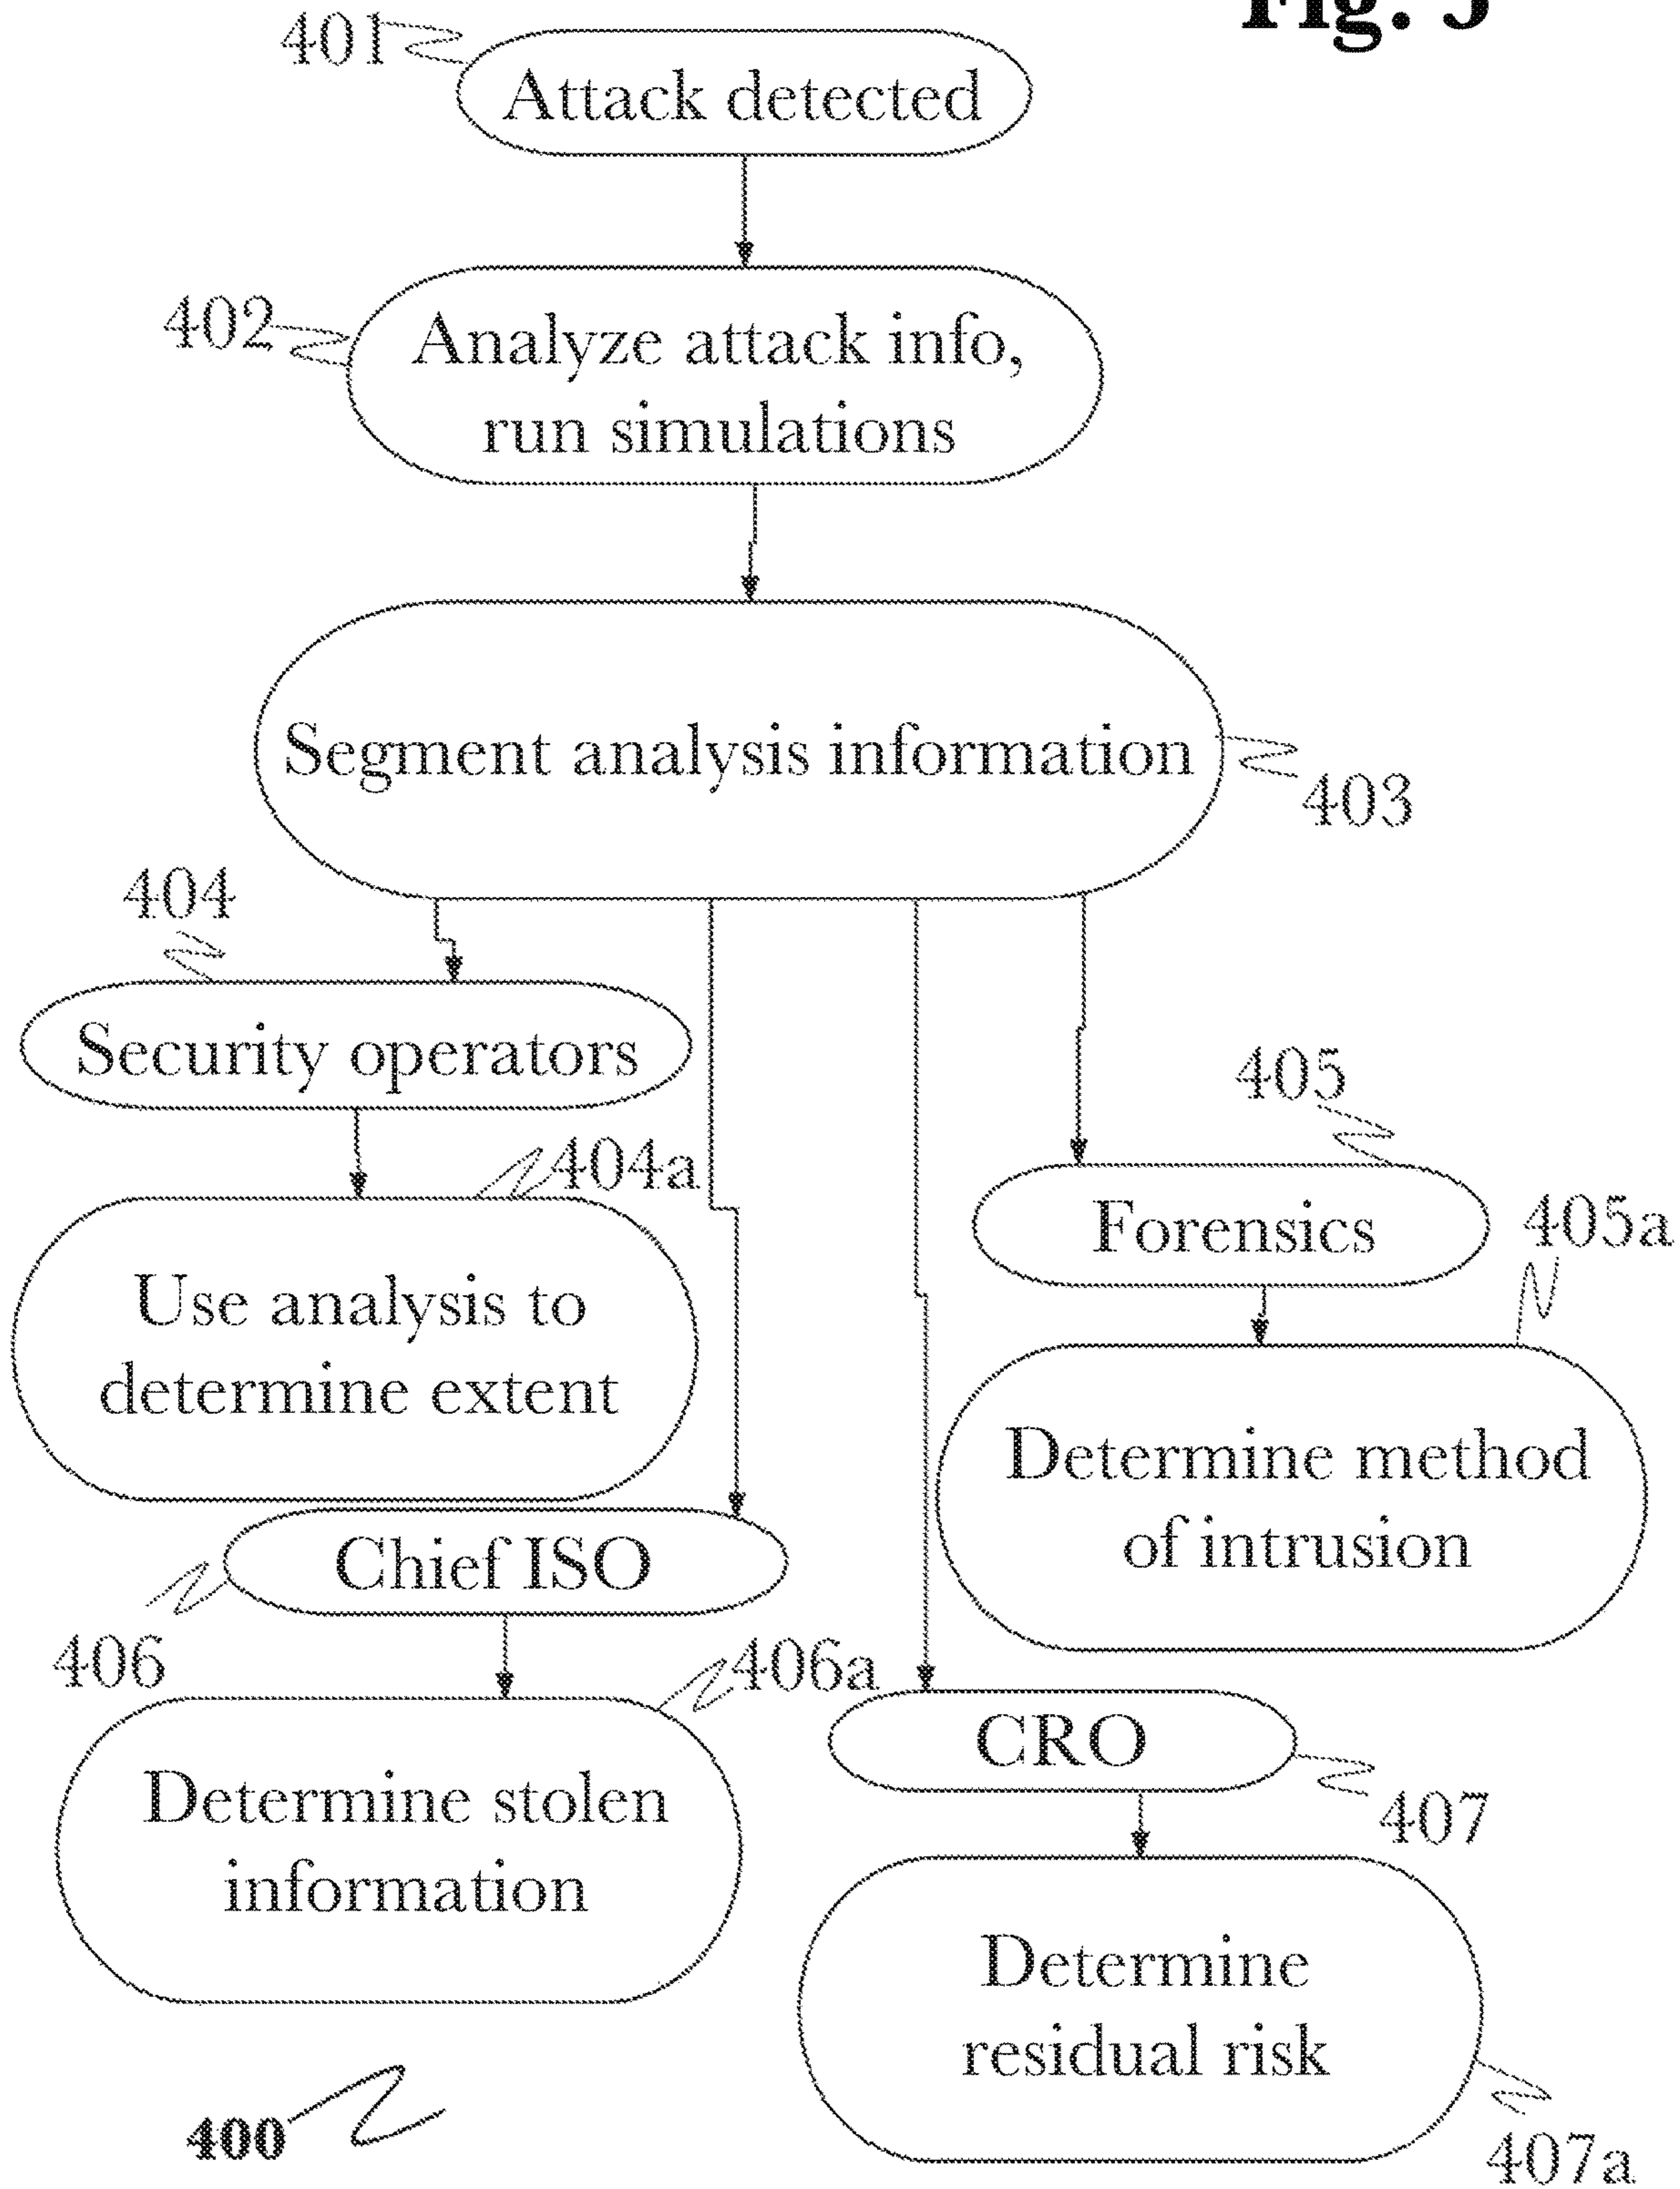 Fig. 5
401
Attack detected
402
Analyze attack info,
run simulations
Segment analysis information
403
404
Security operators
405
404a
Forensics
405a
Use analysis to
determine extent
Determine method
of intrusion
Chief ISO
406
406a
CRO
407
Determine stolen
information
Determine
residual risk
400
407a